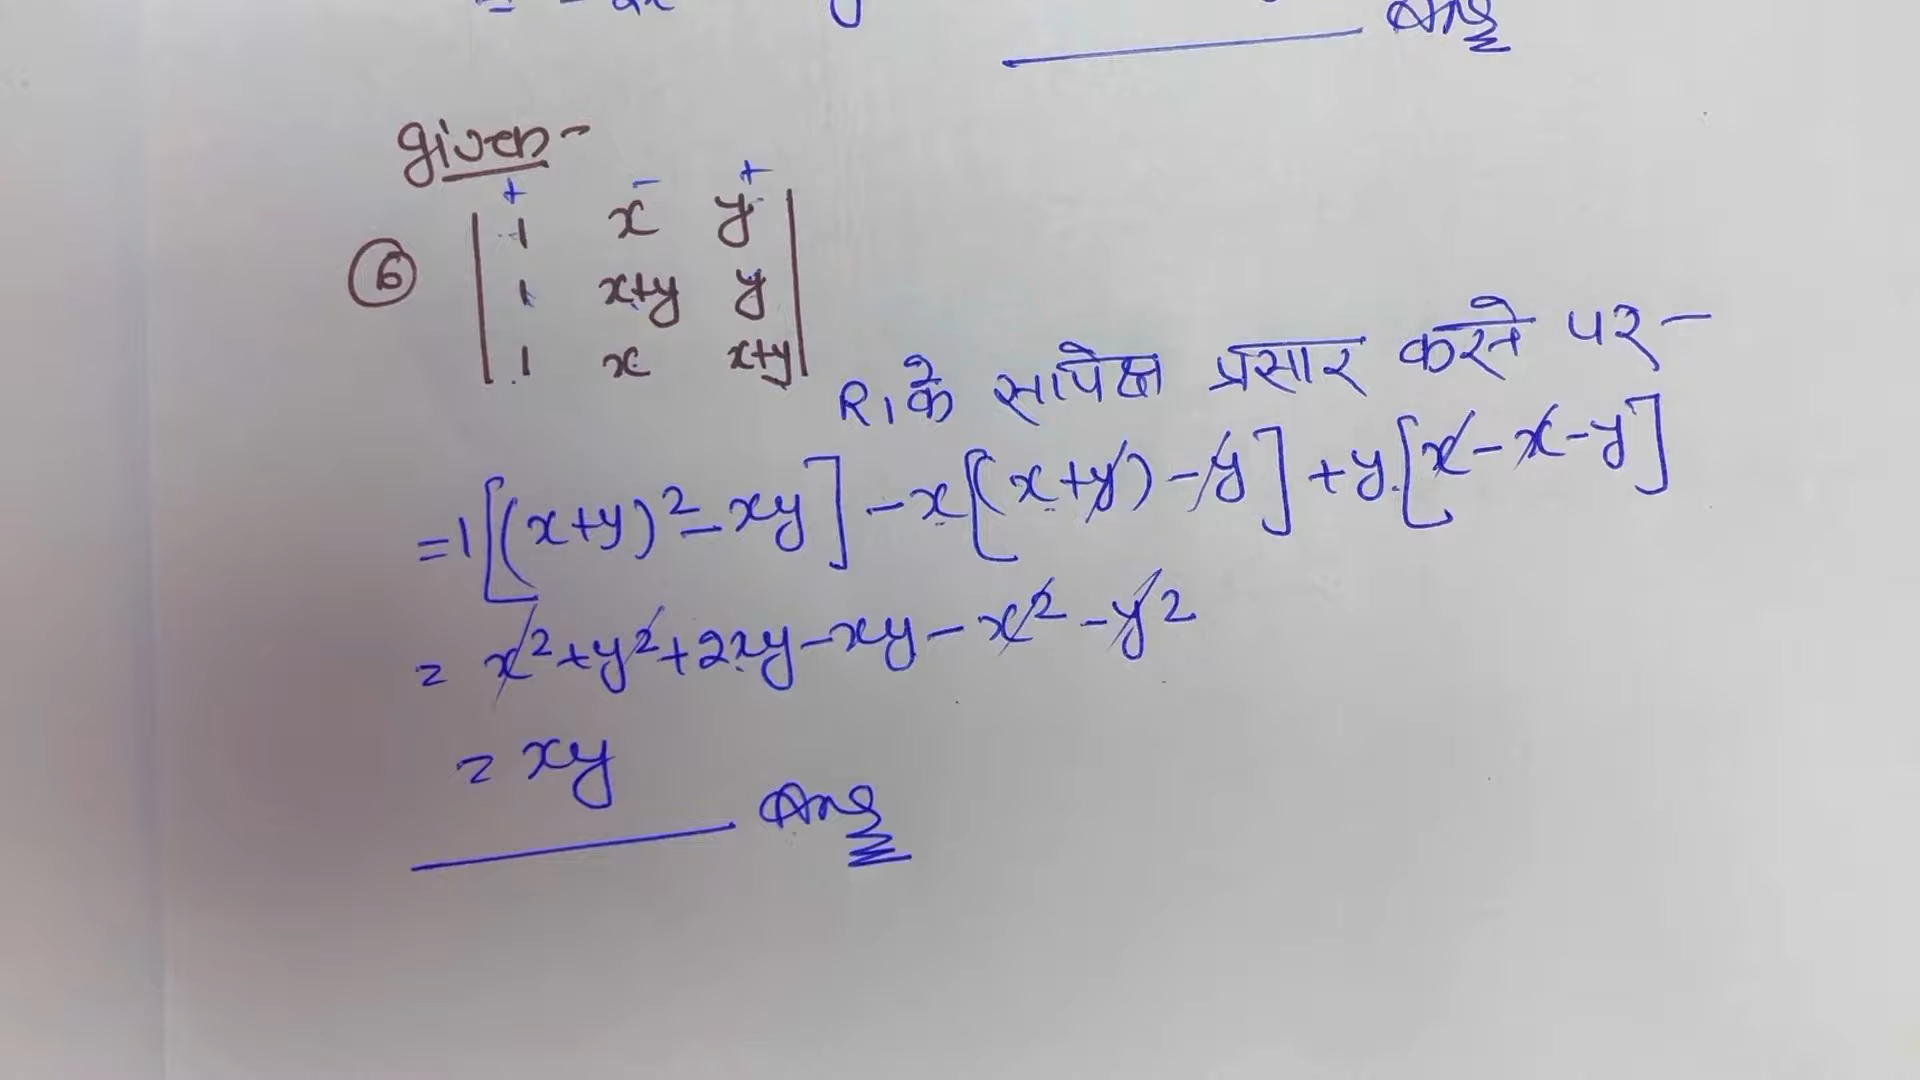 Ans
given-
+ - +
| 1 x y |
⑥ | 1 x+y y |
| 1 x x+y |
R₁ के सापेक्ष प्रसार करने पर-
= 1[(x+y)² - xy] - x[(x+y) - y] + y[x - x - y]
= x² + y² + 2xy - xy - x² - y²
= xy
Ans